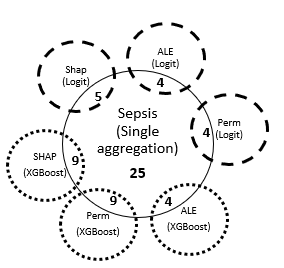 ALE
(Logit)
4
Shap
(Logit)
5
Sepsis
(Single
aggregation)
25
Perm
(Logit)
4
SHAP
(XGBoost)
9
Perm
(XGBoost)
9
ALE
(XGBoost)
4